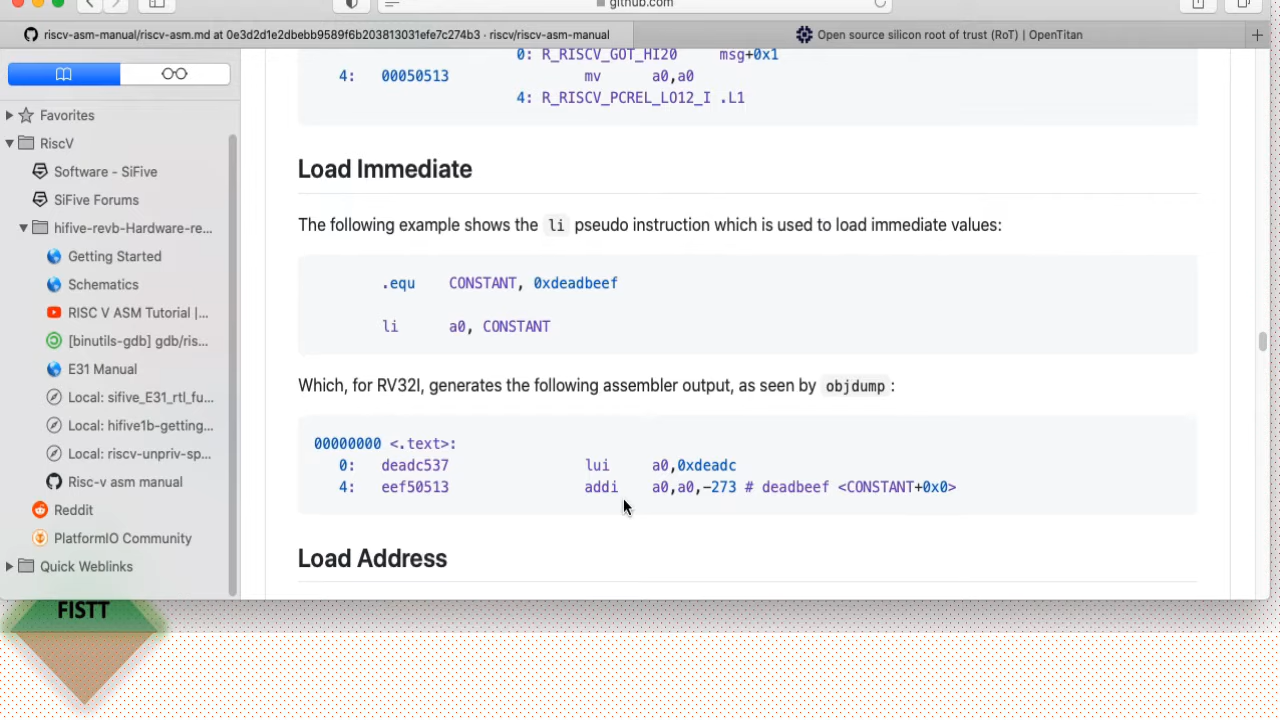 github.com
riscv-asm-manual/riscv-asm.md at 0e3d2d1e2dbebb9589f6b203813031efe7c274b3 · riscv/riscv-asm-manual
Open source silicon root of trust (RoT) | OpenTitan
Favorites
RiscV
Software - SiFive
SiFive Forums
hifive-revb-Hardware-re...
Getting Started
Schematics
RISC V ASM Tutorial |...
[binutils-gdb] gdb/ris...
E31 Manual
Local: sifive_E31_rtl_fu...
Local: hifive1b-getting...
Local: riscv-unpriv-sp...
Risc-v asm manual
Reddit
PlatformIO Community
Quick Weblinks
0: R_RISCV_GOT_HI20 msg+0x1
4: 00050513 mv a0,a0
4: R_RISCV_PCREL_LO12_I .L1
Load Immediate
The following example shows the li pseudo instruction which is used to load immediate values:
.equ CONSTANT, 0xdeadbeef
li a0, CONSTANT
Which, for RV32I, generates the following assembler output, as seen by objdump :
00000000 <.text>:
0: deadc537 lui a0,0xdeadc
4: eef50513 addi a0,a0,-273 # deadbeef <CONSTANT+0x0>
Load Address
FISTT